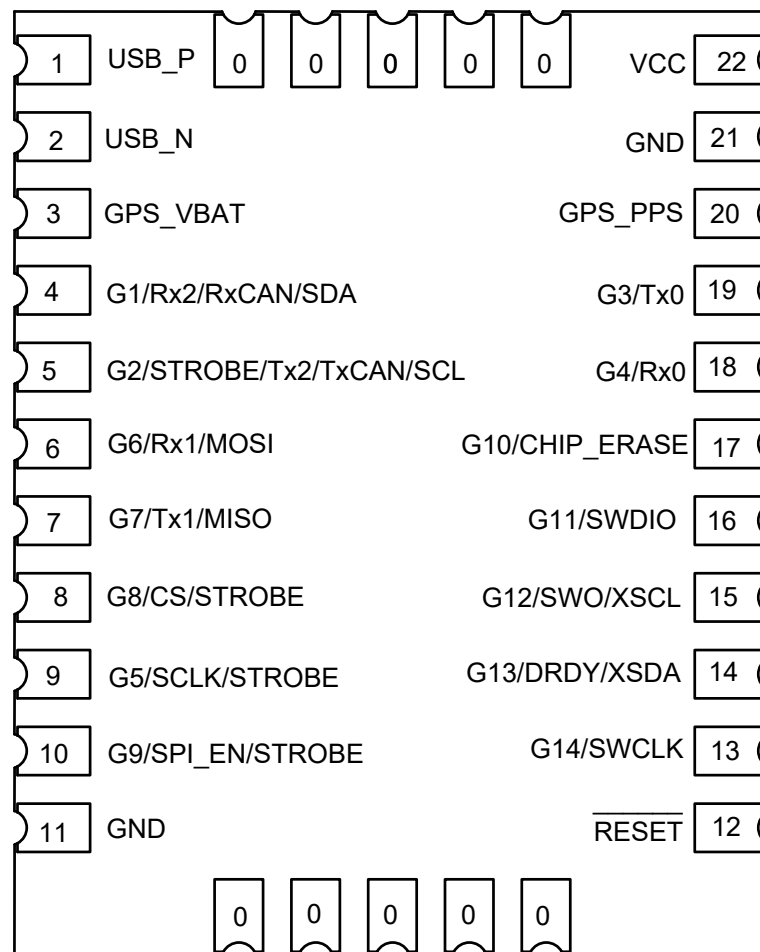 1 USB_P 0 0 0 0 0 VCC 22
2 USB_N GND 21
3 GPS_VBAT GPS_PPS 20
4 G1/Rx2/RxCAN/SDA G3/Tx0 19
5 G2/STROBE/Tx2/TxCAN/SCL G4/Rx0 18
6 G6/Rx1/MOSI G10/CHIP_ERASE 17
7 G7/Tx1/MISO G11/SWDIO 16
8 G8/CS/STROBE G12/SWO/XSCL 15
9 G5/SCLK/STROBE G13/DRDY/XSDA 14
10 G9/SPI_EN/STROBE G14/SWCLK 13
11 GND RESET 12
0 0 0 0 0